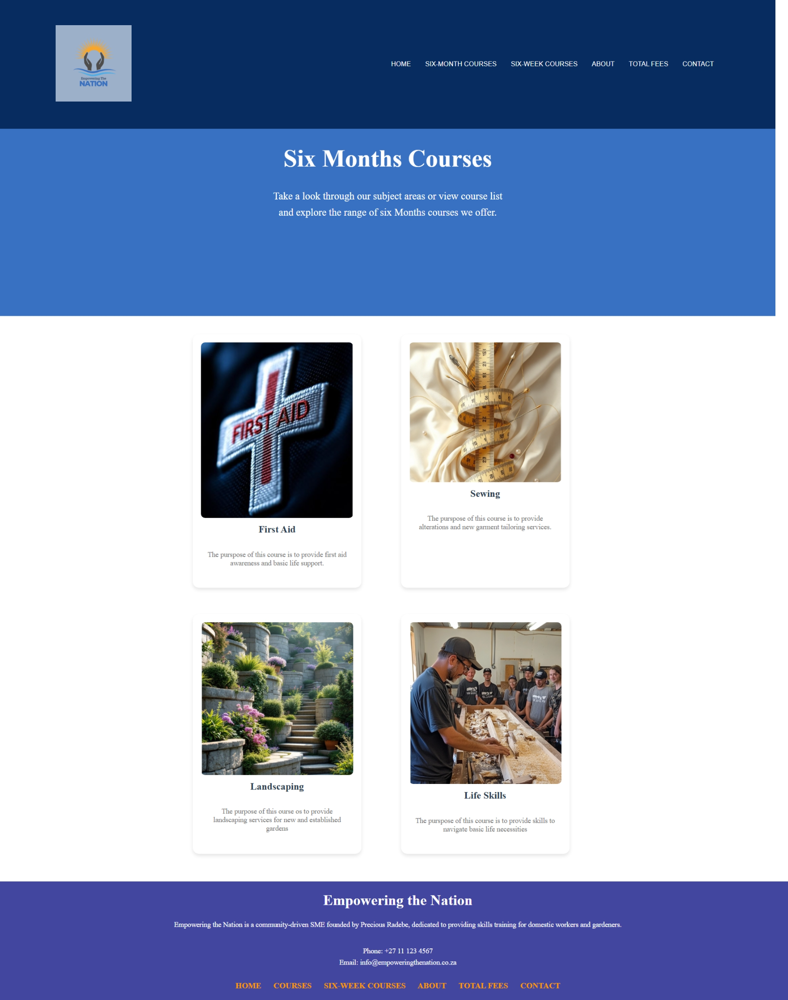 Empowering The
NATION
HOME SIX-MONTH COURSES SIX-WEEK COURSES ABOUT TOTAL FEES CONTACT
Six Months Courses
Take a look through our subject areas or view course list
and explore the range of six Months courses we offer.
FIRST AID
First Aid
The purspose of this course is to provide first aid
awareness and basic life support.
Sewing
The purspose of this course is to provide
alterations and new garment tailoring services.
Landscaping
The purpose of this ourse os to provide
landscaping services for new and established
gardens
Life Skills
The purspose of this course is to provide skills to
navigate basic life necessities
Empowering the Nation
Empowering the Nation is a community-driven SME founded by Precious Radebe, dedicated to providing skills training for domestic workers and gardeners.
Phone: +27 11 123 4567
Email: info@empoweringthenation.co.za
HOME COURSES SIX-WEEK COURSES ABOUT TOTAL FEES CONTACT